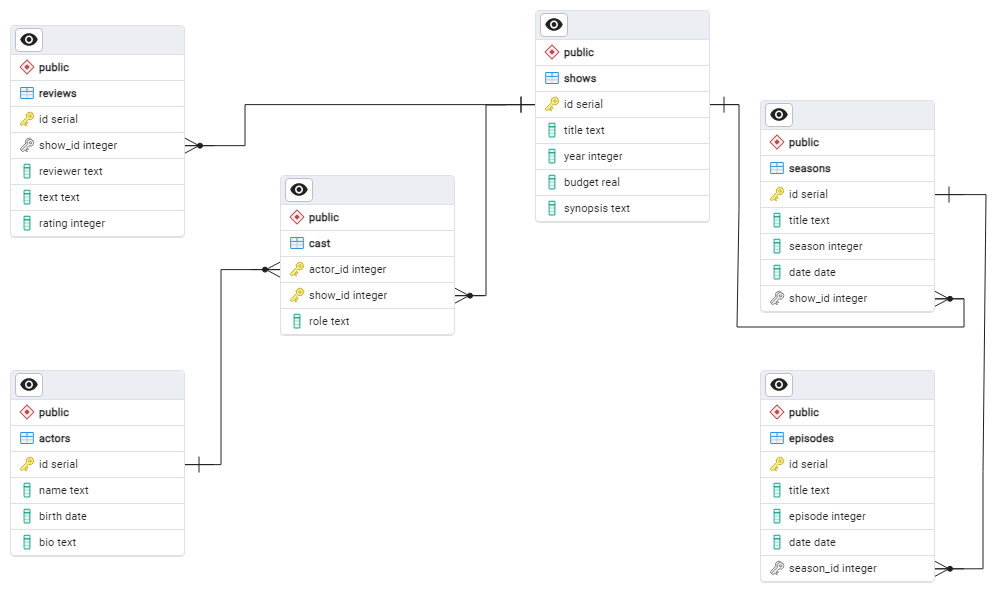 public
reviews
id serial
show_id integer
reviewer text
text text
rating integer
public
cast
actor_id integer
show_id integer
role text
public
actors
id serial
name text
birth date
bio text
public
shows
id serial
title text
year integer
budget real
synopsis text
public
seasons
id serial
title text
season integer
date date
show_id integer
public
episodes
id serial
title text
episode integer
date date
season_id integer